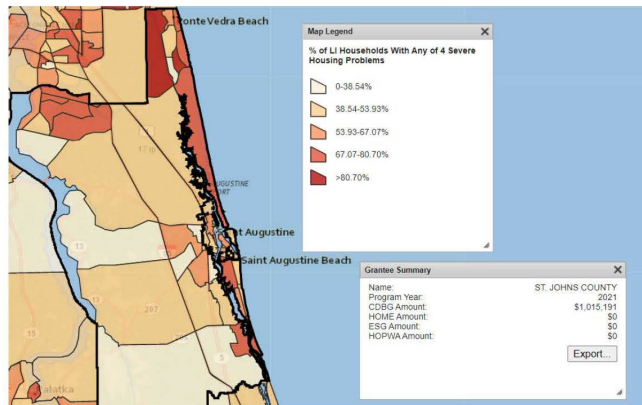 Ponte Vedra Beach
Map Legend
% of LI Households With Any of 4 Severe
Housing Problems
0-38.54%
38.54-53.93%
53.93-67.07%
67.07-80.70%
>80.70%
AUGUSTINE
St Augustine
Saint Augustine Beach
13
13
207
15
5
Palatka
Grantee Summary
Name: ST. JOHNS COUNTY
Program Year: 2021
CDBG Amount: $1,015,191
HOME Amount: $0
ESG Amount: $0
HOPWA Amount: $0
Export...